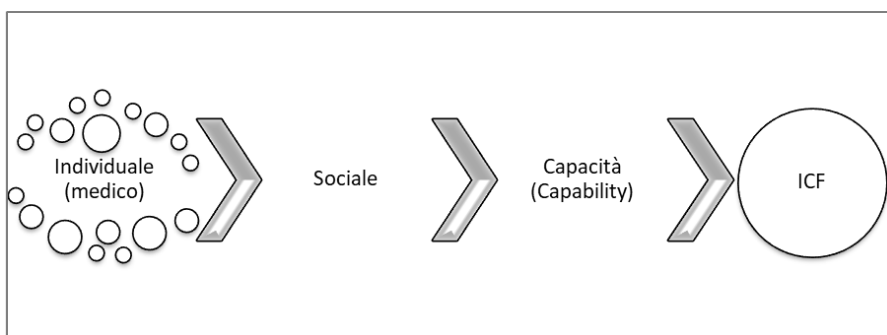 Individuale
(medico)
Sociale
Capacità
(Capability)
ICF